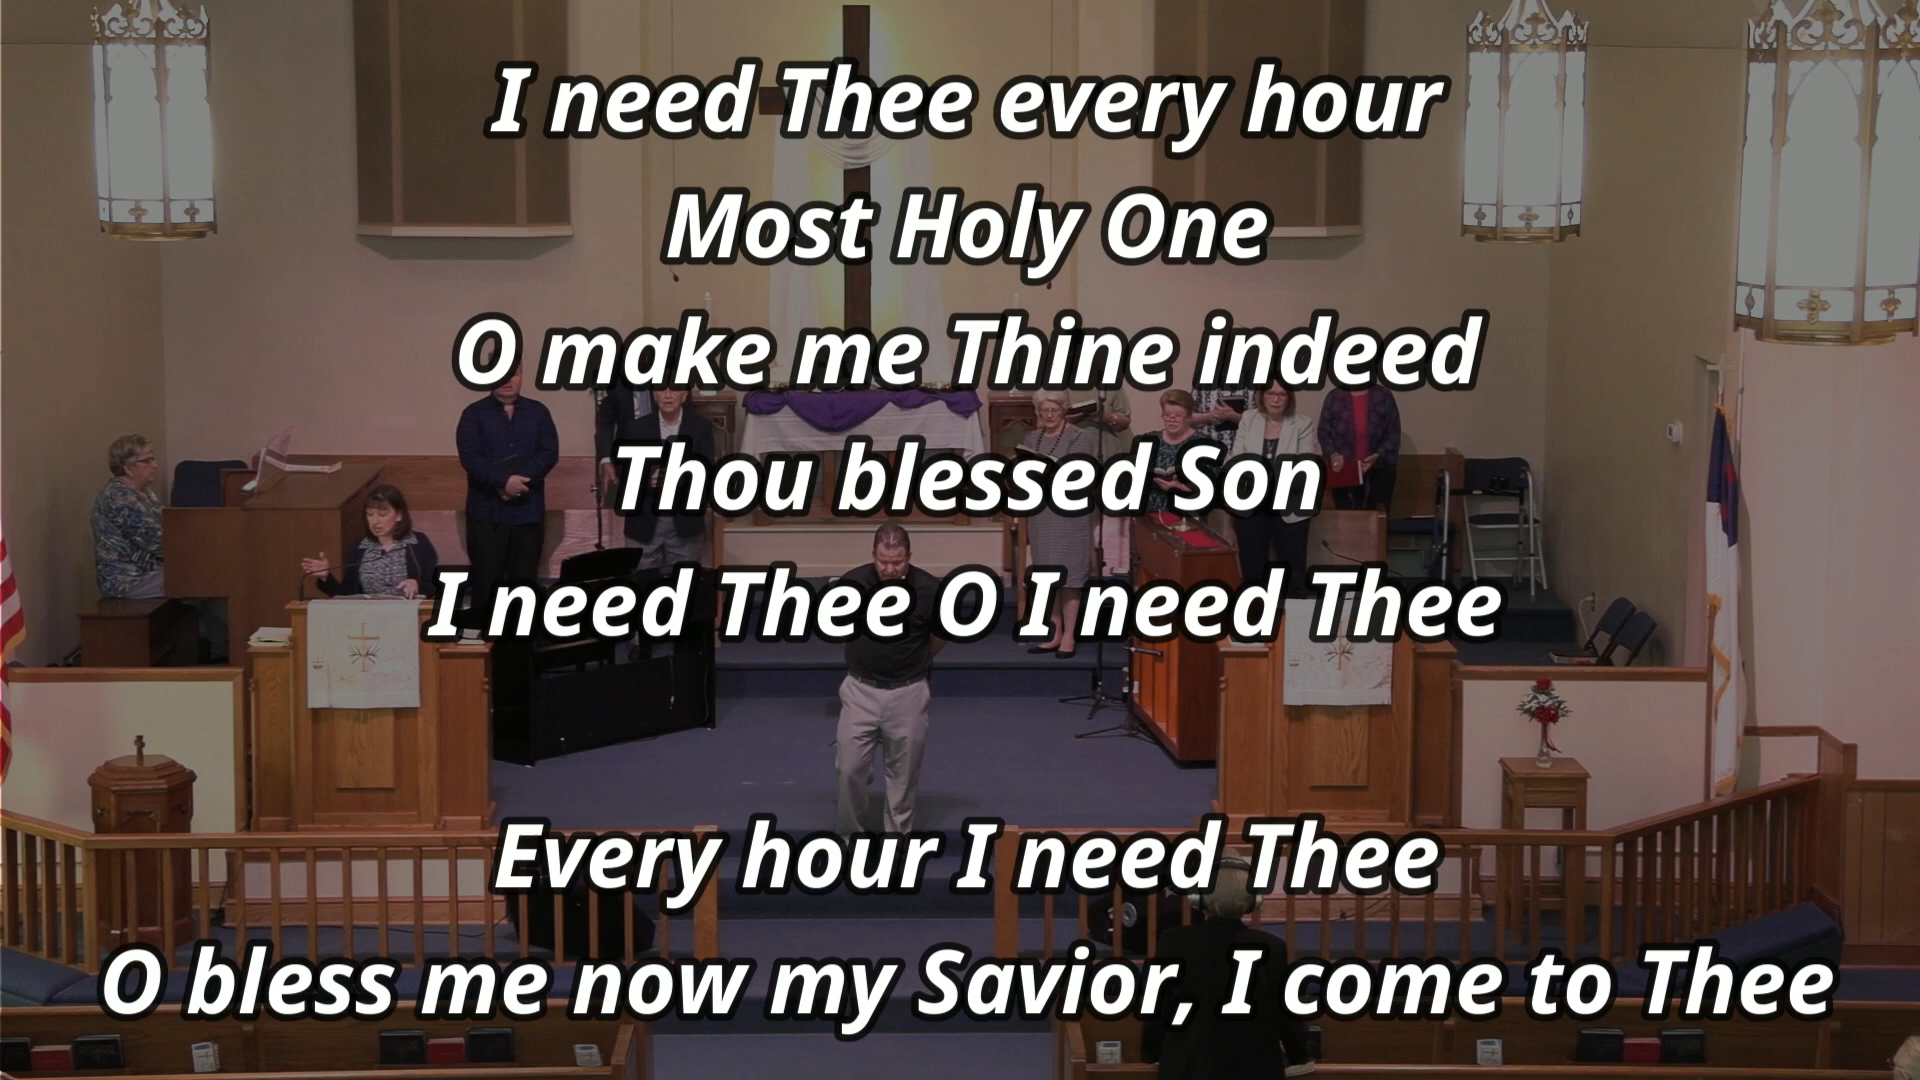 I need Thee every hour
Most Holy One
O make me Thine indeed
Thou blessed Son
I need Thee O I need Thee
Every hour I need Thee
O bless me now my Savior, I come to Thee